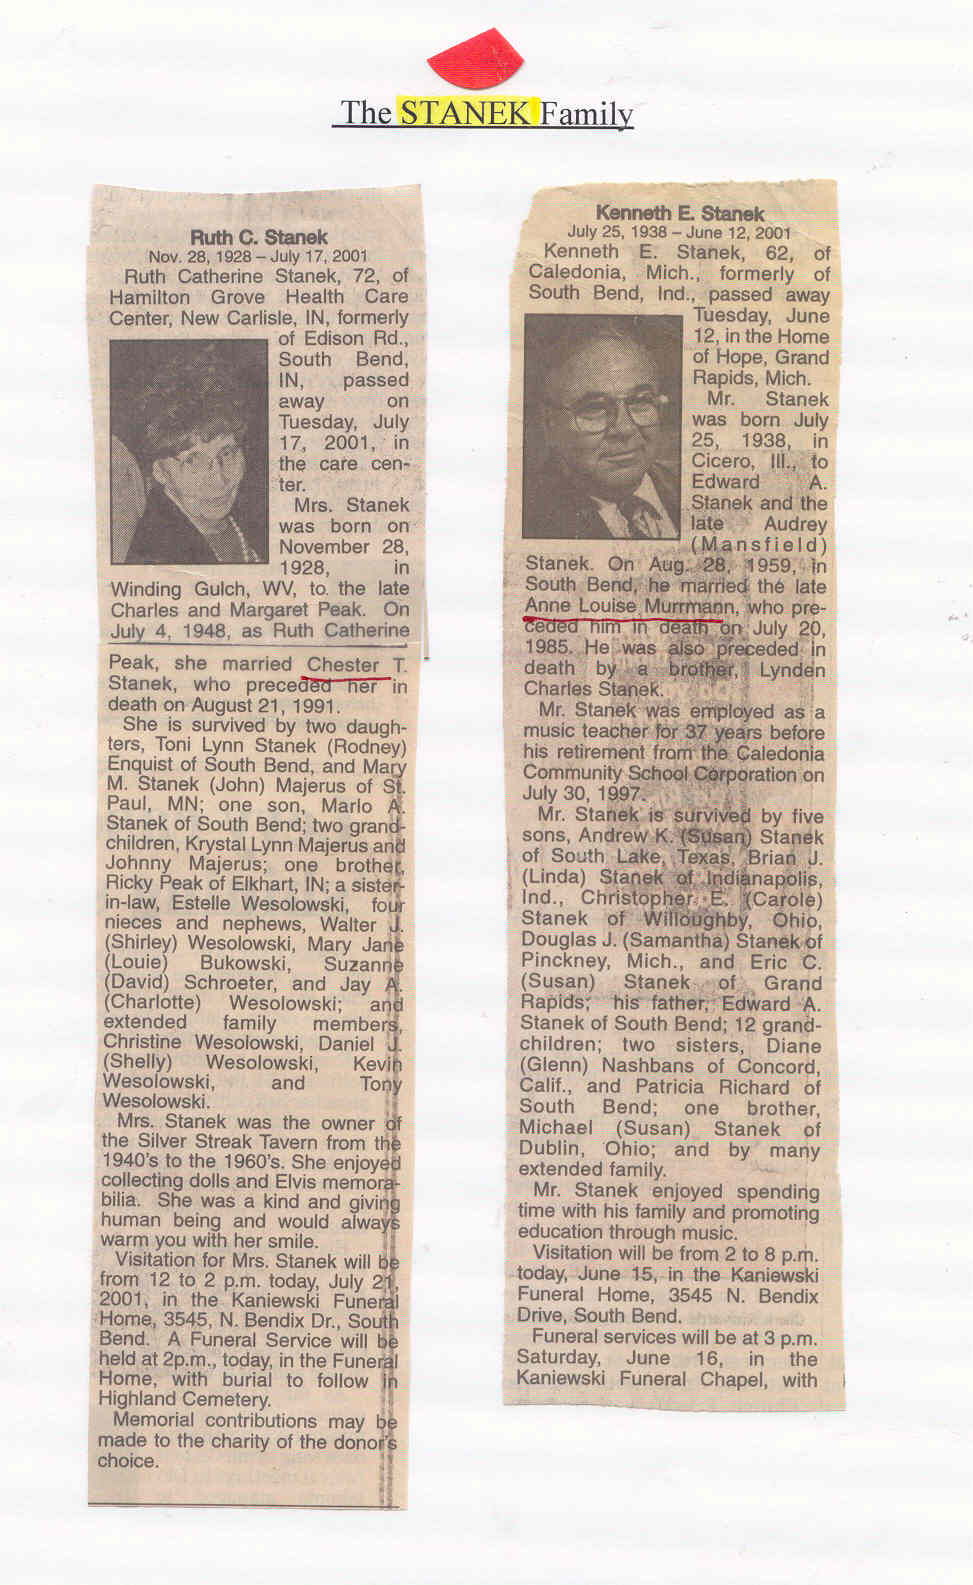 The STANEK Family
Ruth C. Stanek
Nov. 28, 1928 – July 17, 2001
Ruth Catherine Stanek, 72, of
Hamilton Grove Health Care
Center, New Carlisle, IN, formerly
of Edison Rd.,
South Bend,
IN, passed
away on
Tuesday, July
17, 2001, in
the care cen-
ter.
Mrs. Stanek
was born on
November 28,
1928, in
Winding Gulch, WV, to the late
Charles and Margaret Peak. On
July 4, 1948, as Ruth Catherine
Peak, she married Chester T.
Stanek, who preceded her in
death on August 21, 1991.
She is survived by two daugh-
ters, Toni Lynn Stanek (Rodney)
Enquist of South Bend, and Mary
M. Stanek (John) Majerus of St.
Paul, MN; one son, Marlo A.
Stanek of South Bend; two grand-
children, Krystal Lynn Majerus and
Johnny Majerus; one brother,
Ricky Peak of Elkhart, IN; a sister-
in-law, Estelle Wesolowski, four
nieces and nephews, Walter J.
(Shirley) Wesolowski, Mary Jane
(Louie) Bukowski, Suzanne
(David) Schroeter, and Jay A.
(Charlotte) Wesolowski; and
extended family members,
Christine Wesolowski, Daniel J.
(Shelly) Wesolowski, Kevin
Wesolowski, and Tony
Wesolowski.
Mrs. Stanek was the owner of
the Silver Streak Tavern from the
1940's to the 1960's. She enjoyed
collecting dolls and Elvis memora-
bilia. She was a kind and giving
human being and would always
warm you with her smile.
Visitation for Mrs. Stanek will be
from 12 to 2 p.m. today, July 21,
2001, in the Kaniewski Funeral
Home, 3545, N. Bendix Dr., South
Bend. A Funeral Service will be
held at 2p.m., today, in the Funeral
Home, with burial to follow in
Highland Cemetery.
Memorial contributions may be
made to the charity of the donor's
choice.
Kenneth E. Stanek
July 25, 1938 – June 12, 2001
Kenneth E. Stanek, 62, of
Caledonia, Mich., formerly of
South Bend, Ind., passed away
Tuesday, June
12, in the Home
of Hope, Grand
Rapids, Mich.
Mr. Stanek
was born July
25, 1938, in
Cicero, Ill., to
Edward A.
Stanek and the
late Audrey
(Mansfield)
Stanek. On Aug. 28, 1959, in
South Bend, he married the late
Anne Louise Murrmann, who pre-
ceded him in death on July 20,
1985. He was also preceded in
death by a brother, Lynden
Charles Stanek.
Mr. Stanek was employed as a
music teacher for 37 years before
his retirement from the Caledonia
Community School Corporation on
July 30, 1997.
Mr. Stanek is survived by five
sons, Andrew K. (Susan) Stanek
of South Lake, Texas, Brian J.
(Linda) Stanek of Indianapolis,
Ind., Christopher E. (Carole)
Stanek of Willoughby, Ohio,
Douglas J. (Samantha) Stanek of
Pinckney, Mich., and Eric C.
(Susan) Stanek of Grand
Rapids; his father, Edward A.
Stanek of South Bend; 12 grand-
children; two sisters, Diane
(Glenn) Nashbans of Concord,
Calif., and Patricia Richard of
South Bend; one brother,
Michael (Susan) Stanek of
Dublin, Ohio; and by many
extended family.
Mr. Stanek enjoyed spending
time with his family and promoting
education through music.
Visitation will be from 2 to 8 p.m.
today, June 15, in the Kaniewski
Funeral Home, 3545 N. Bendix
Drive, South Bend.
Funeral services will be at 3 p.m.
Saturday, June 16, in the
Kaniewski Funeral Chapel, with